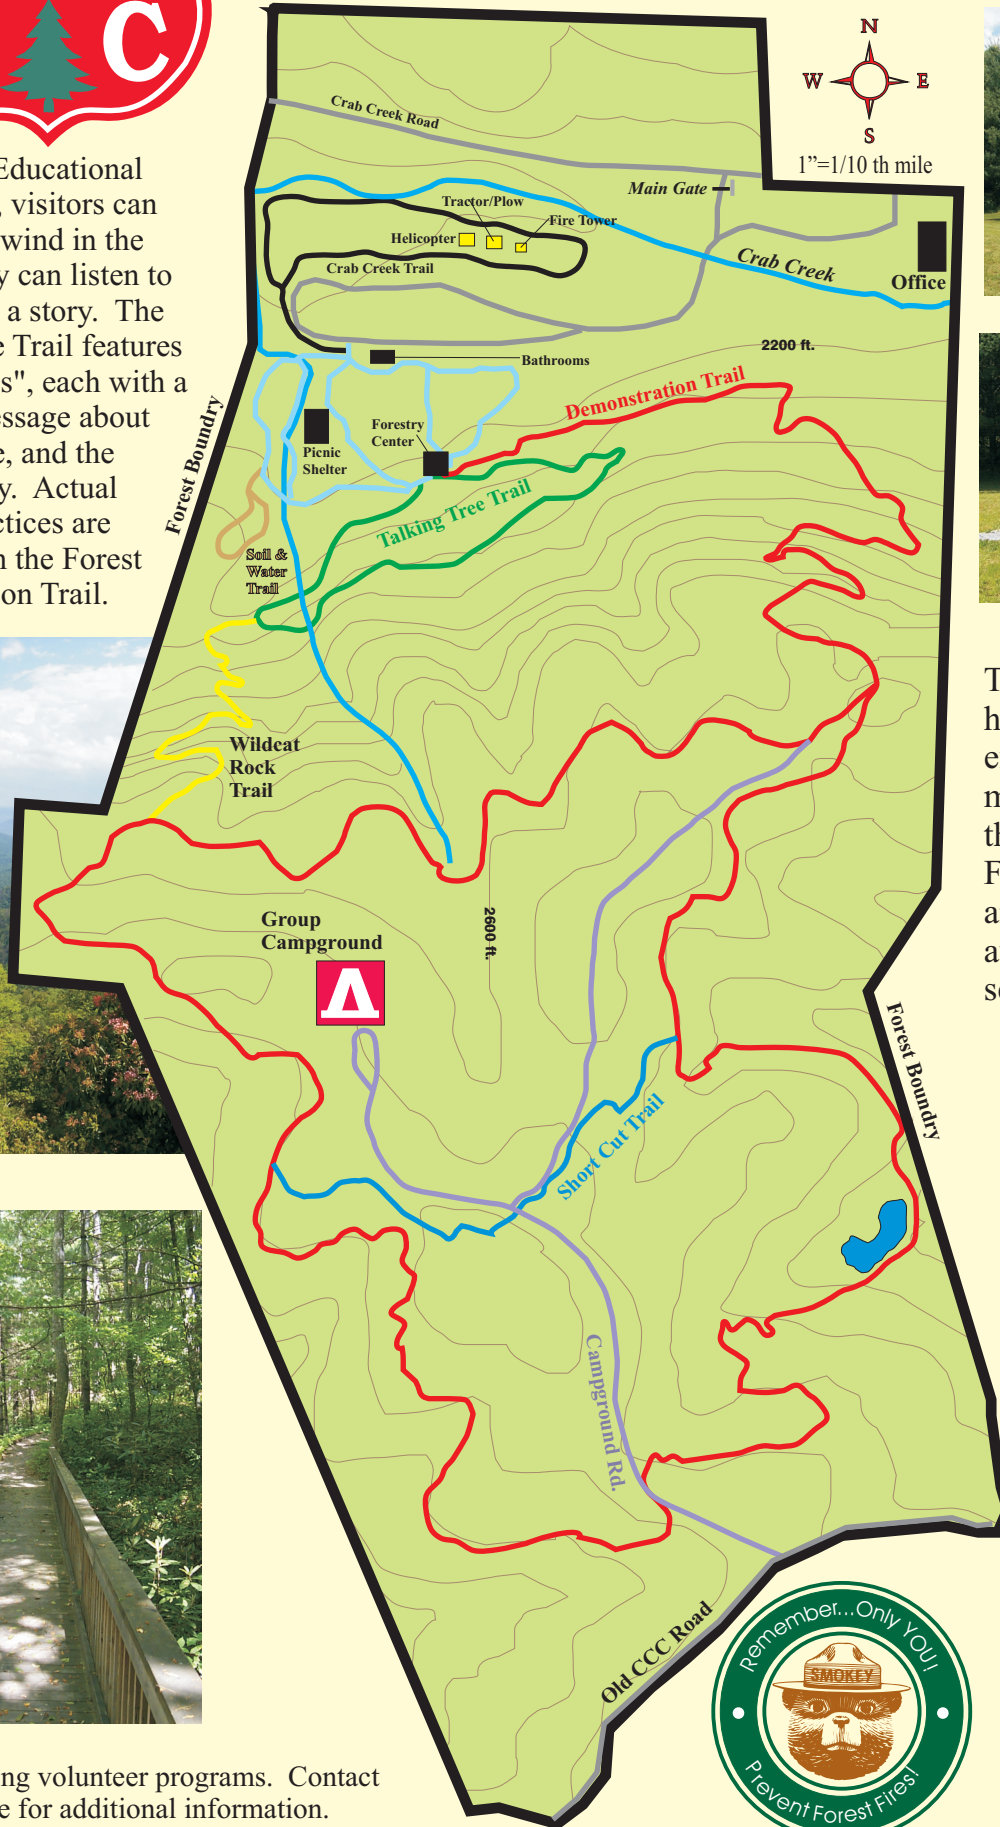 C
Educational
, visitors can
wind in the
y can listen to
a story. The
e Trail features
s", each with a
essage about
e, and the
y. Actual
ctices are
n the Forest
on Trail.
N
W E
S
1"=1/10 th mile
Crab Creek Road
Main Gate
Tractor/Plow
Fire Tower
Helicopter
Crab Creek Trail
Crab Creek
Office
2200 ft.
Bathrooms
Demonstration Trail
Forestry
Center
Picnic
Shelter
Forest Boundry
Talking Tree Trail
Soil &
Water
Trail
Wildcat
Rock
Trail
T
h
e
m
th
F
a
a
s
Group
Campground
2600 ft.
Forest Boundry
Short Cut Trail
Campground Rd.
Old CCC Road
Remember...Only YOU!
SMOKEY
Prevent Forest Fires!
ng volunteer programs. Contact
e for additional information.